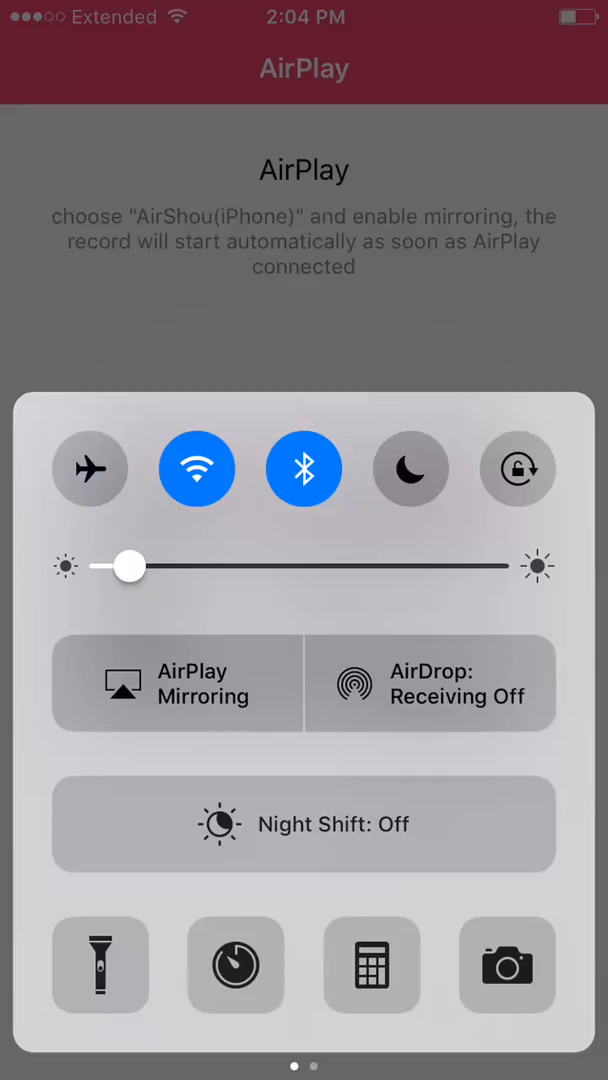 Extended 2:04 PM
AirPlay
AirPlay
choose "AirShou(iPhone)" and enable mirroring, the
record will start automatically as soon as AirPlay
connected
AirPlay
Mirroring
AirDrop:
Receiving Off
Night Shift: Off